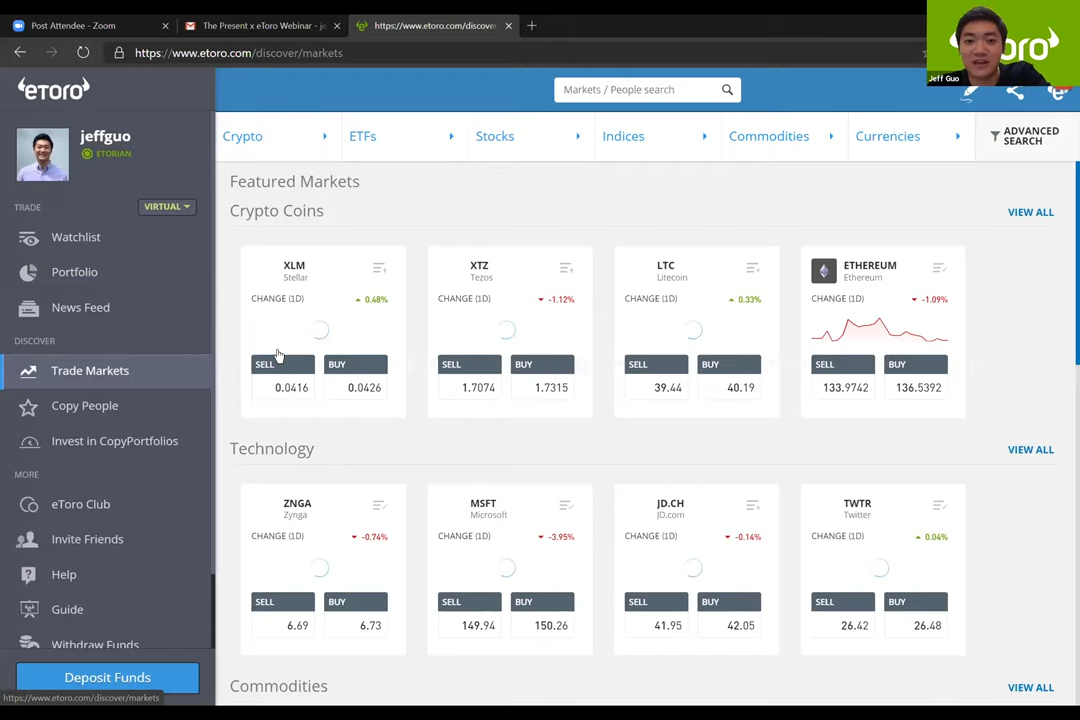 Post Attendee - Zoom
The Present x eToro Webinar - je
https://www.etoro.com/discover
https://www.etoro.com/discover/markets
oro
Jeff Guo
eToro
Markets / People search
jeffguo
ETORIAN
TRADE
VIRTUAL
Watchlist
Portfolio
News Feed
DISCOVER
Trade Markets
Copy People
Invest in CopyPortfolios
MORE
eToro Club
Invite Friends
Help
Guide
Withdraw Funds
Deposit Funds
https://www.etoro.com/discover/markets
Crypto
ETFs
Stocks
Indices
Commodities
Currencies
ADVANCED
SEARCH
Featured Markets
Crypto Coins
VIEW ALL
XLM
Stellar
CHANGE (1D) 0.48%
SELL BUY
0.0416 0.0426
XTZ
Tezos
CHANGE (1D) -1.12%
SELL BUY
1.7074 1.7315
LTC
Litecoin
CHANGE (1D) 0.33%
SELL BUY
39.44 40.19
ETHEREUM
Ethereum
CHANGE (1D) -1.09%
SELL BUY
133.9742 136.5392
Technology
VIEW ALL
ZNGA
Zynga
CHANGE (1D) -0.74%
SELL BUY
6.69 6.73
MSFT
Microsoft
CHANGE (1D) -3.95%
SELL BUY
149.94 150.26
JD.CH
JD.com
CHANGE (1D) -0.14%
SELL BUY
41.95 42.05
TWTR
Twitter
CHANGE (1D) 0.04%
SELL BUY
26.42 26.48
Commodities
VIEW ALL